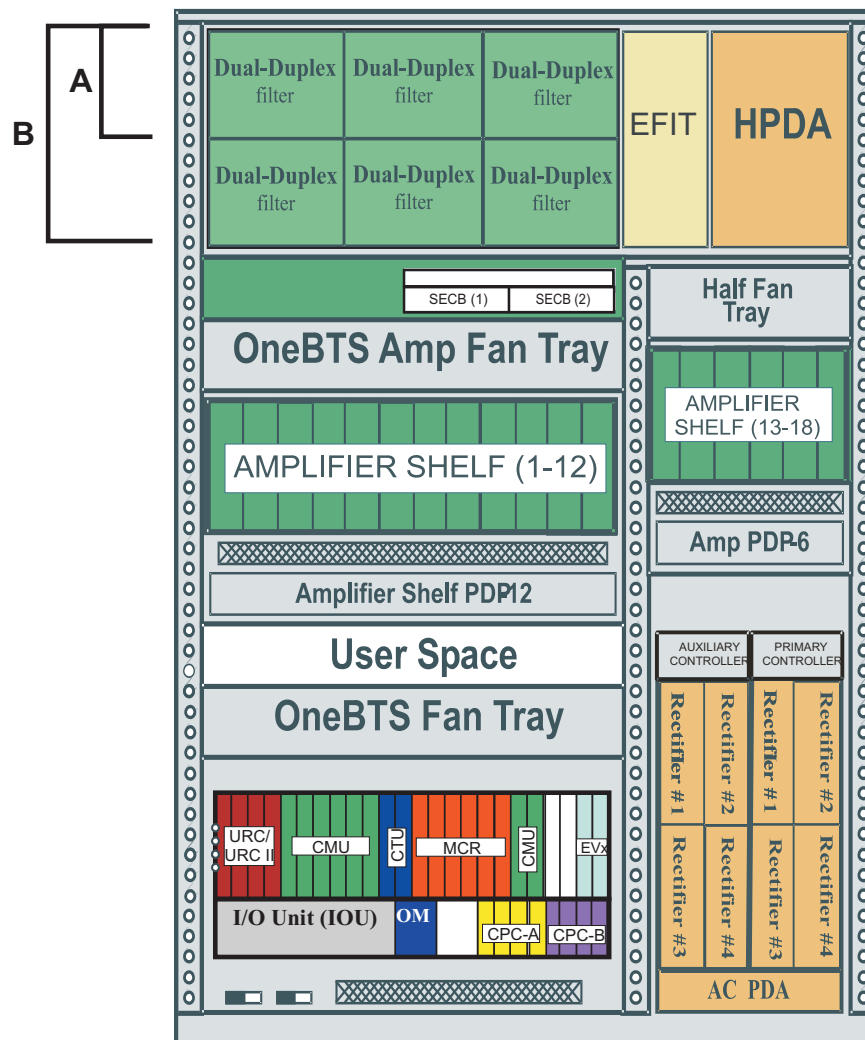 A
B
Dual-Duplex
filter
Dual-Duplex
filter
Dual-Duplex
filter
Dual-Duplex
filter
Dual-Duplex
filter
Dual-Duplex
filter
EFIT
HPDA
SECB (1)
SECB (2)
OneBTS Amp Fan Tray
Half Fan
Tray
AMPLIFIER SHELF (1-12)
AMPLIFIER
SHELF (13-18)
Amplifier Shelf PDP12
Amp PDP-6
User Space
OneBTS Fan Tray
AUXILIARY
CONTROLLER
PRIMARY
CONTROLLER
Rectifier #1
Rectifier #2
Rectifier #1
Rectifier #2
Rectifier #3
Rectifier #4
Rectifier #3
Rectifier #4
AC PDA
URC/
URC II
CMU
CTU
MCR
CMU
EVx
I/O Unit (IOU)
OM
CPC-A
CPC-B